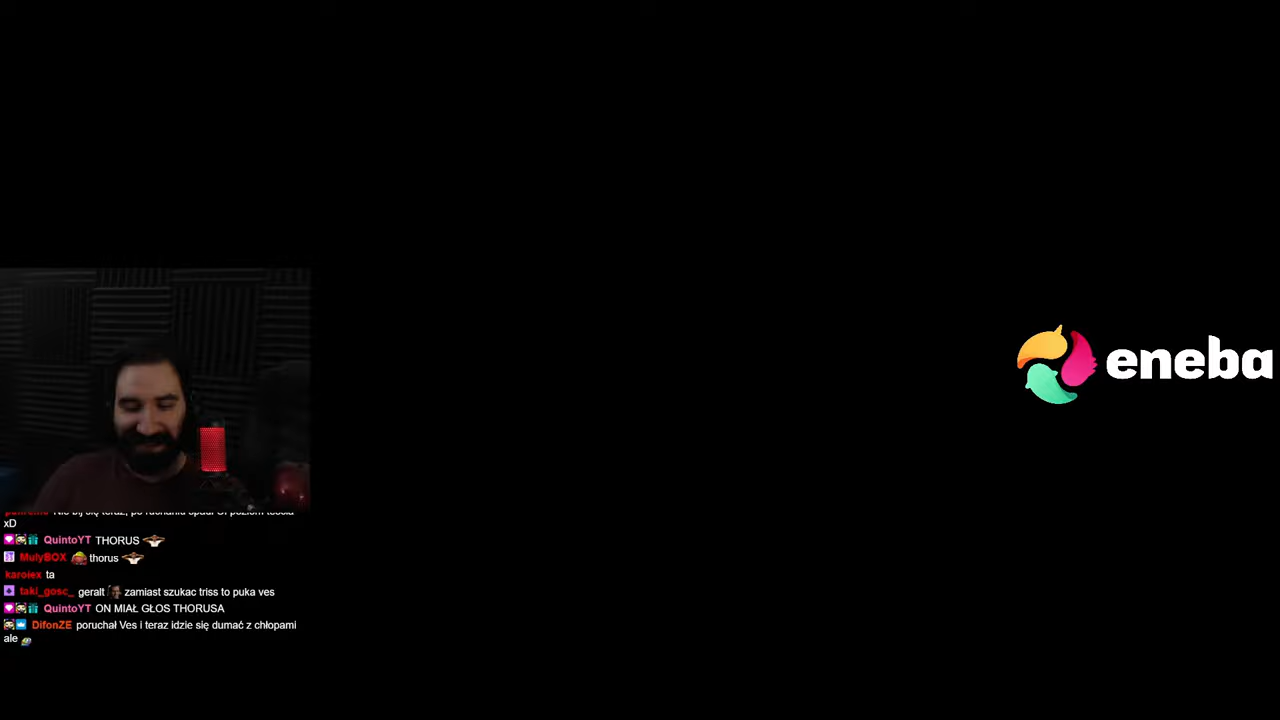 eneba
xD
QuintoYT THORUS
MulyBOX thorus
karolex ta
taki_gosc_ geralt zamiast szukac triss to puka ves
QuintoYT ON MIAŁ GŁOS THORUSA
DifonZE poruchał Ves i teraz idzie się dumać z chłopami
ale